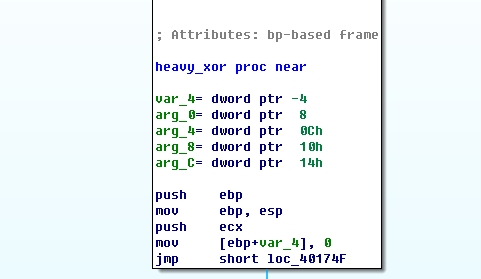 ; Attributes: bp-based frame
heavy_xor proc near
var_4= dword ptr -4
arg_0= dword ptr  8
arg_4= dword ptr  0Ch
arg_8= dword ptr  10h
arg_C= dword ptr  14h
push    ebp
mov     ebp, esp
push    ecx
mov     [ebp+var_4], 0
jmp     short loc_40174F